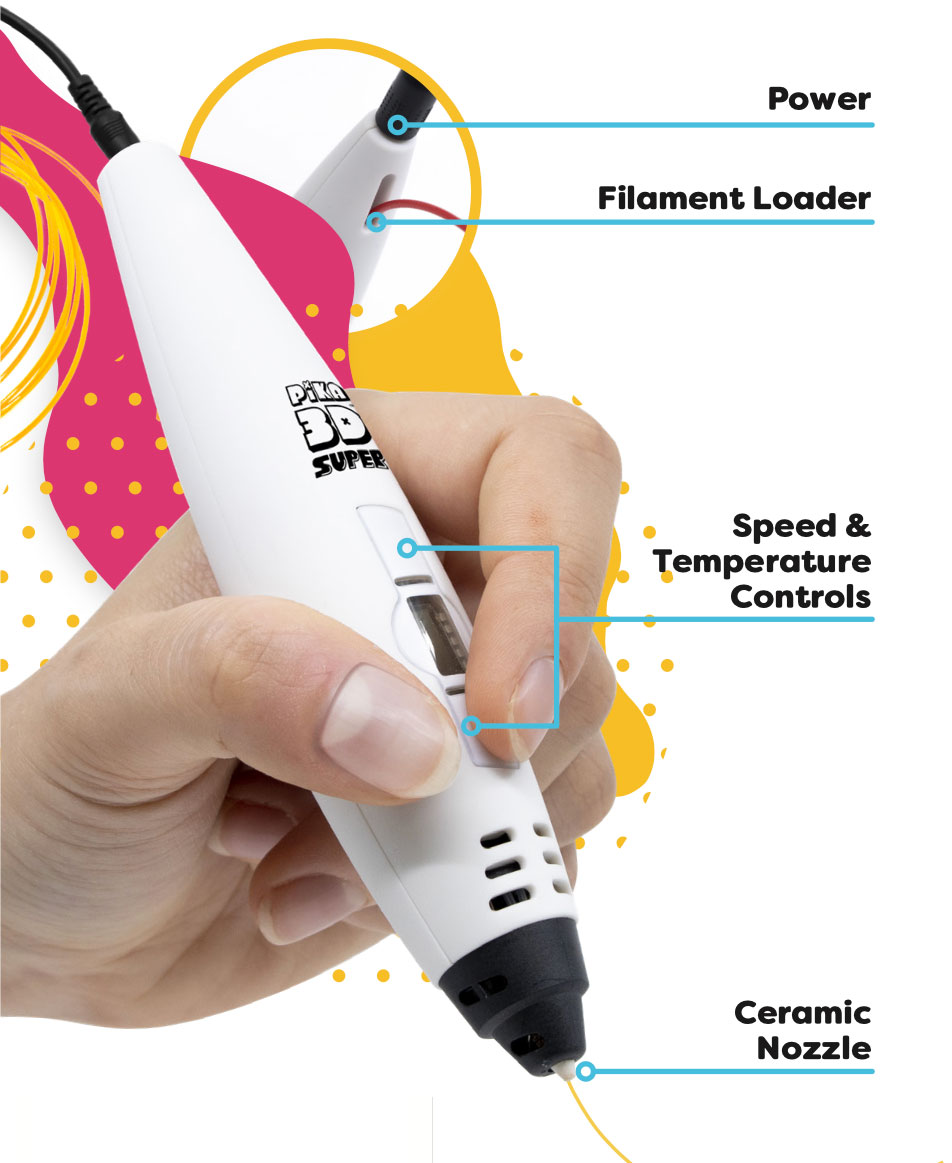 Power
Filament Loader
PiKA
3D
SUPER
Speed &
Temperature
Controls
Ceramic
Nozzle